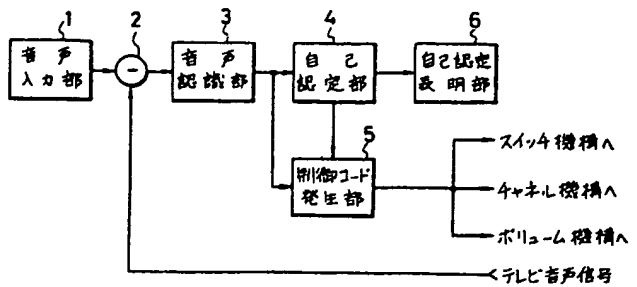 1
音声
入力部
2
−
3
音声
認識部
4
自己
認定部
6
自己認定
表明部
5
制御コード
発生部
スイッチ機構へ
チャネル機構へ
ボリューム機構へ
テレビ音声信号